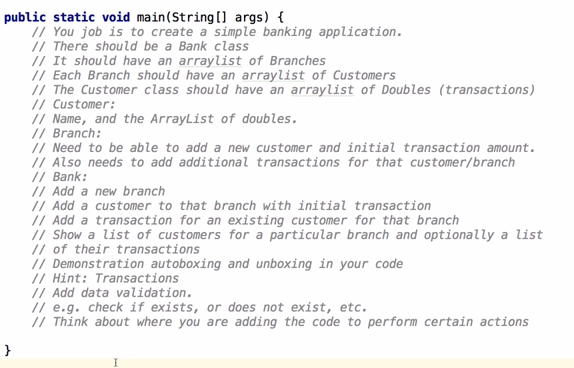 public static void main(String[] args) {
// You job is to create a simple banking application.
// There should be a Bank class
// It should have an arraylist of Branches
// Each Branch should have an arraylist of Customers
// The Customer class should have an arraylist of Doubles (transactions)
// Customer:
// Name, and the ArrayList of doubles.
// Branch:
// Need to be able to add a new customer and initial transaction amount.
// Also needs to add additional transactions for that customer/branch
// Bank:
// Add a new branch
// Add a customer to that branch with initial transaction
// Add a transaction for an existing customer for that branch
// Show a list of customers for a particular branch and optionally a list
// of their transactions
// Demonstration autoboxing and unboxing in your code
// Hint: Transactions
// Add data validation.
// e.g. check if exists, or does not exist, etc.
// Think about where you are adding the code to perform certain actions
}